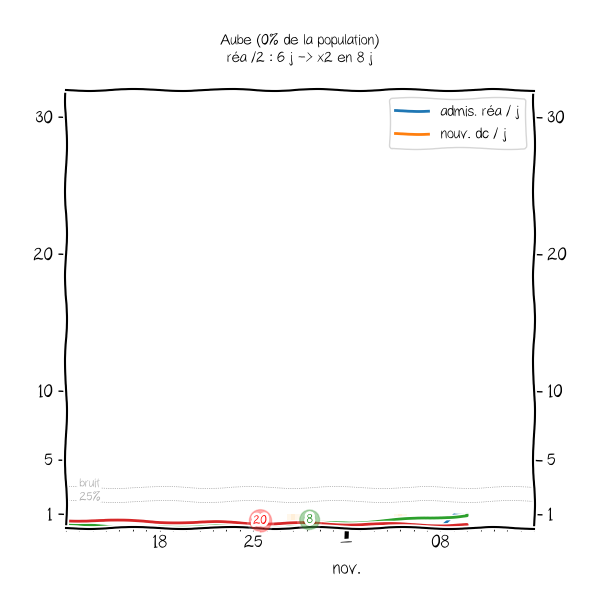 Aube (0% de la population)
réa /2 : 6 j -> x2 en 8 j
admis. réa / j
nouv. dc / j
30
30
20
20
10
10
5
5
bruit
25%
1
1
20
8
18
25
08
nov.